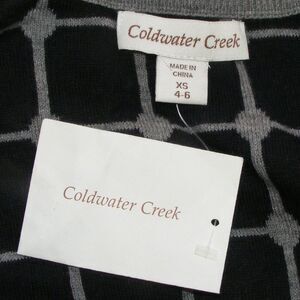 Coldwater Creek
MADE IN
CHINA
XS
4-6
Coldwater Creek